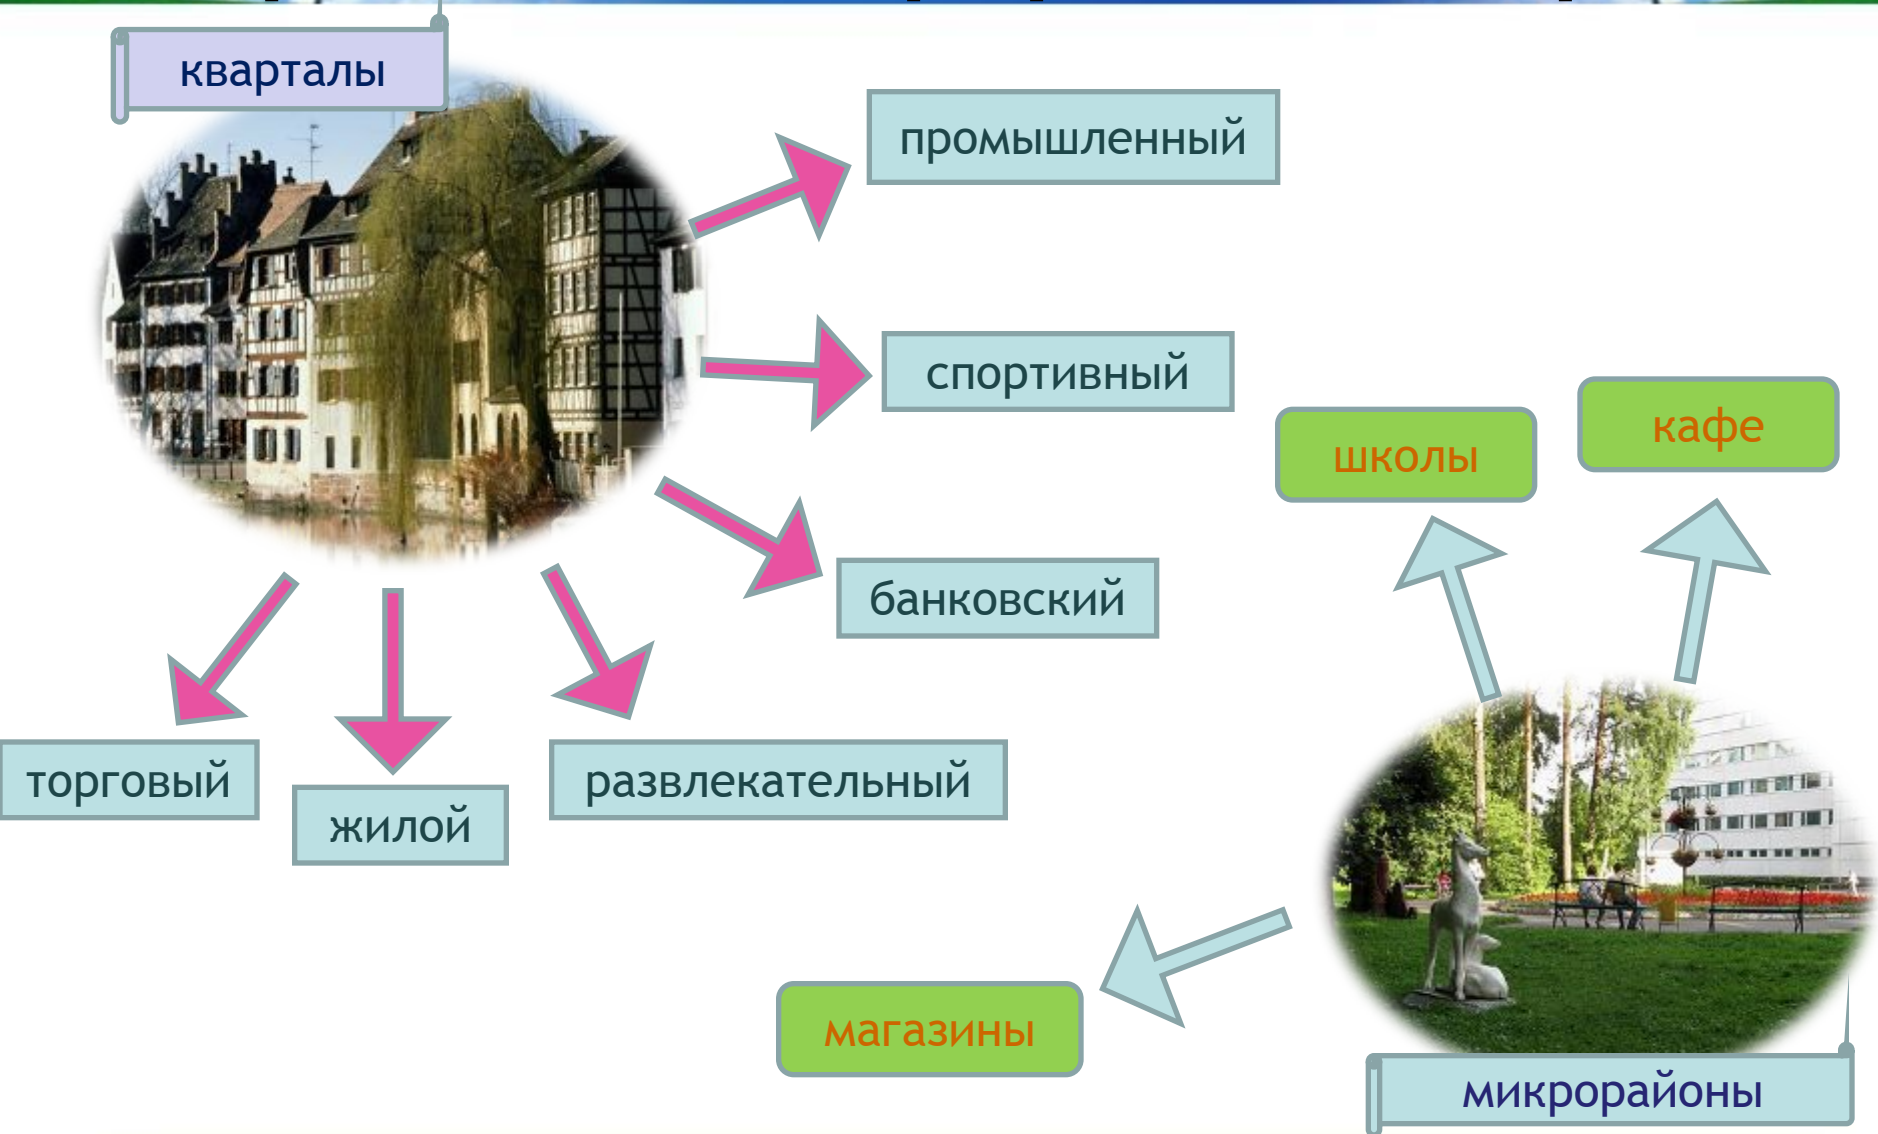 кварталы
промышленный
спортивный
банковский
торговый
жилой
развлекательный
школы
кафе
магазины
микрорайоны